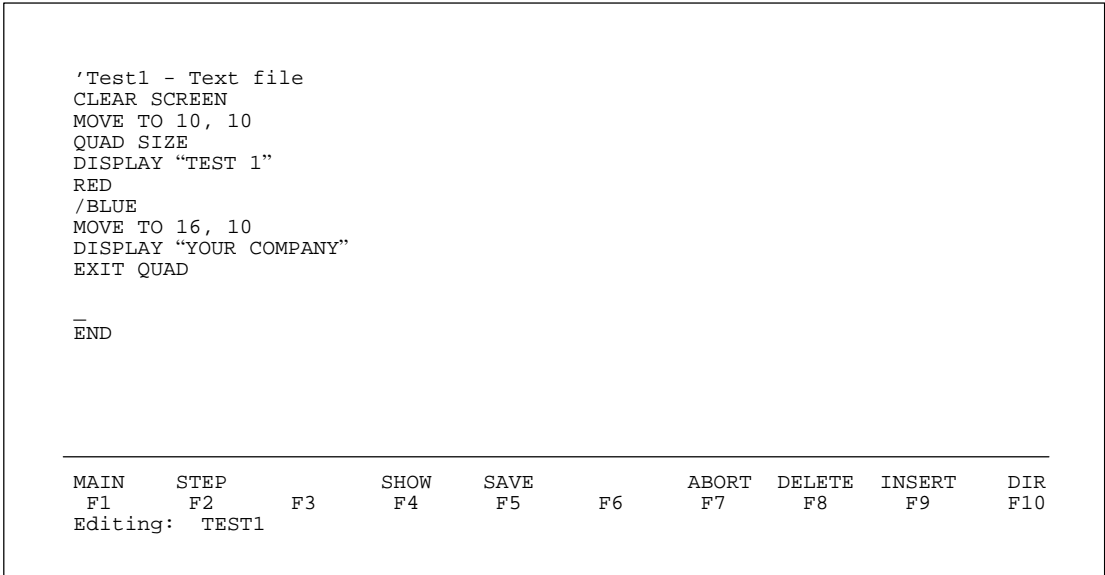 ’Test1 - Text file
CLEAR SCREEN
MOVE TO 10, 10
QUAD SIZE
DISPLAY “TEST 1”
RED
/BLUE
MOVE TO 16, 10
DISPLAY “YOUR COMPANY”
EXIT QUAD
_
END
MAIN STEP SHOW SAVE ABORT DELETE INSERT DIR
F1 F2 F3 F4 F5 F6 F7 F8 F9 F10
Editing: TEST1